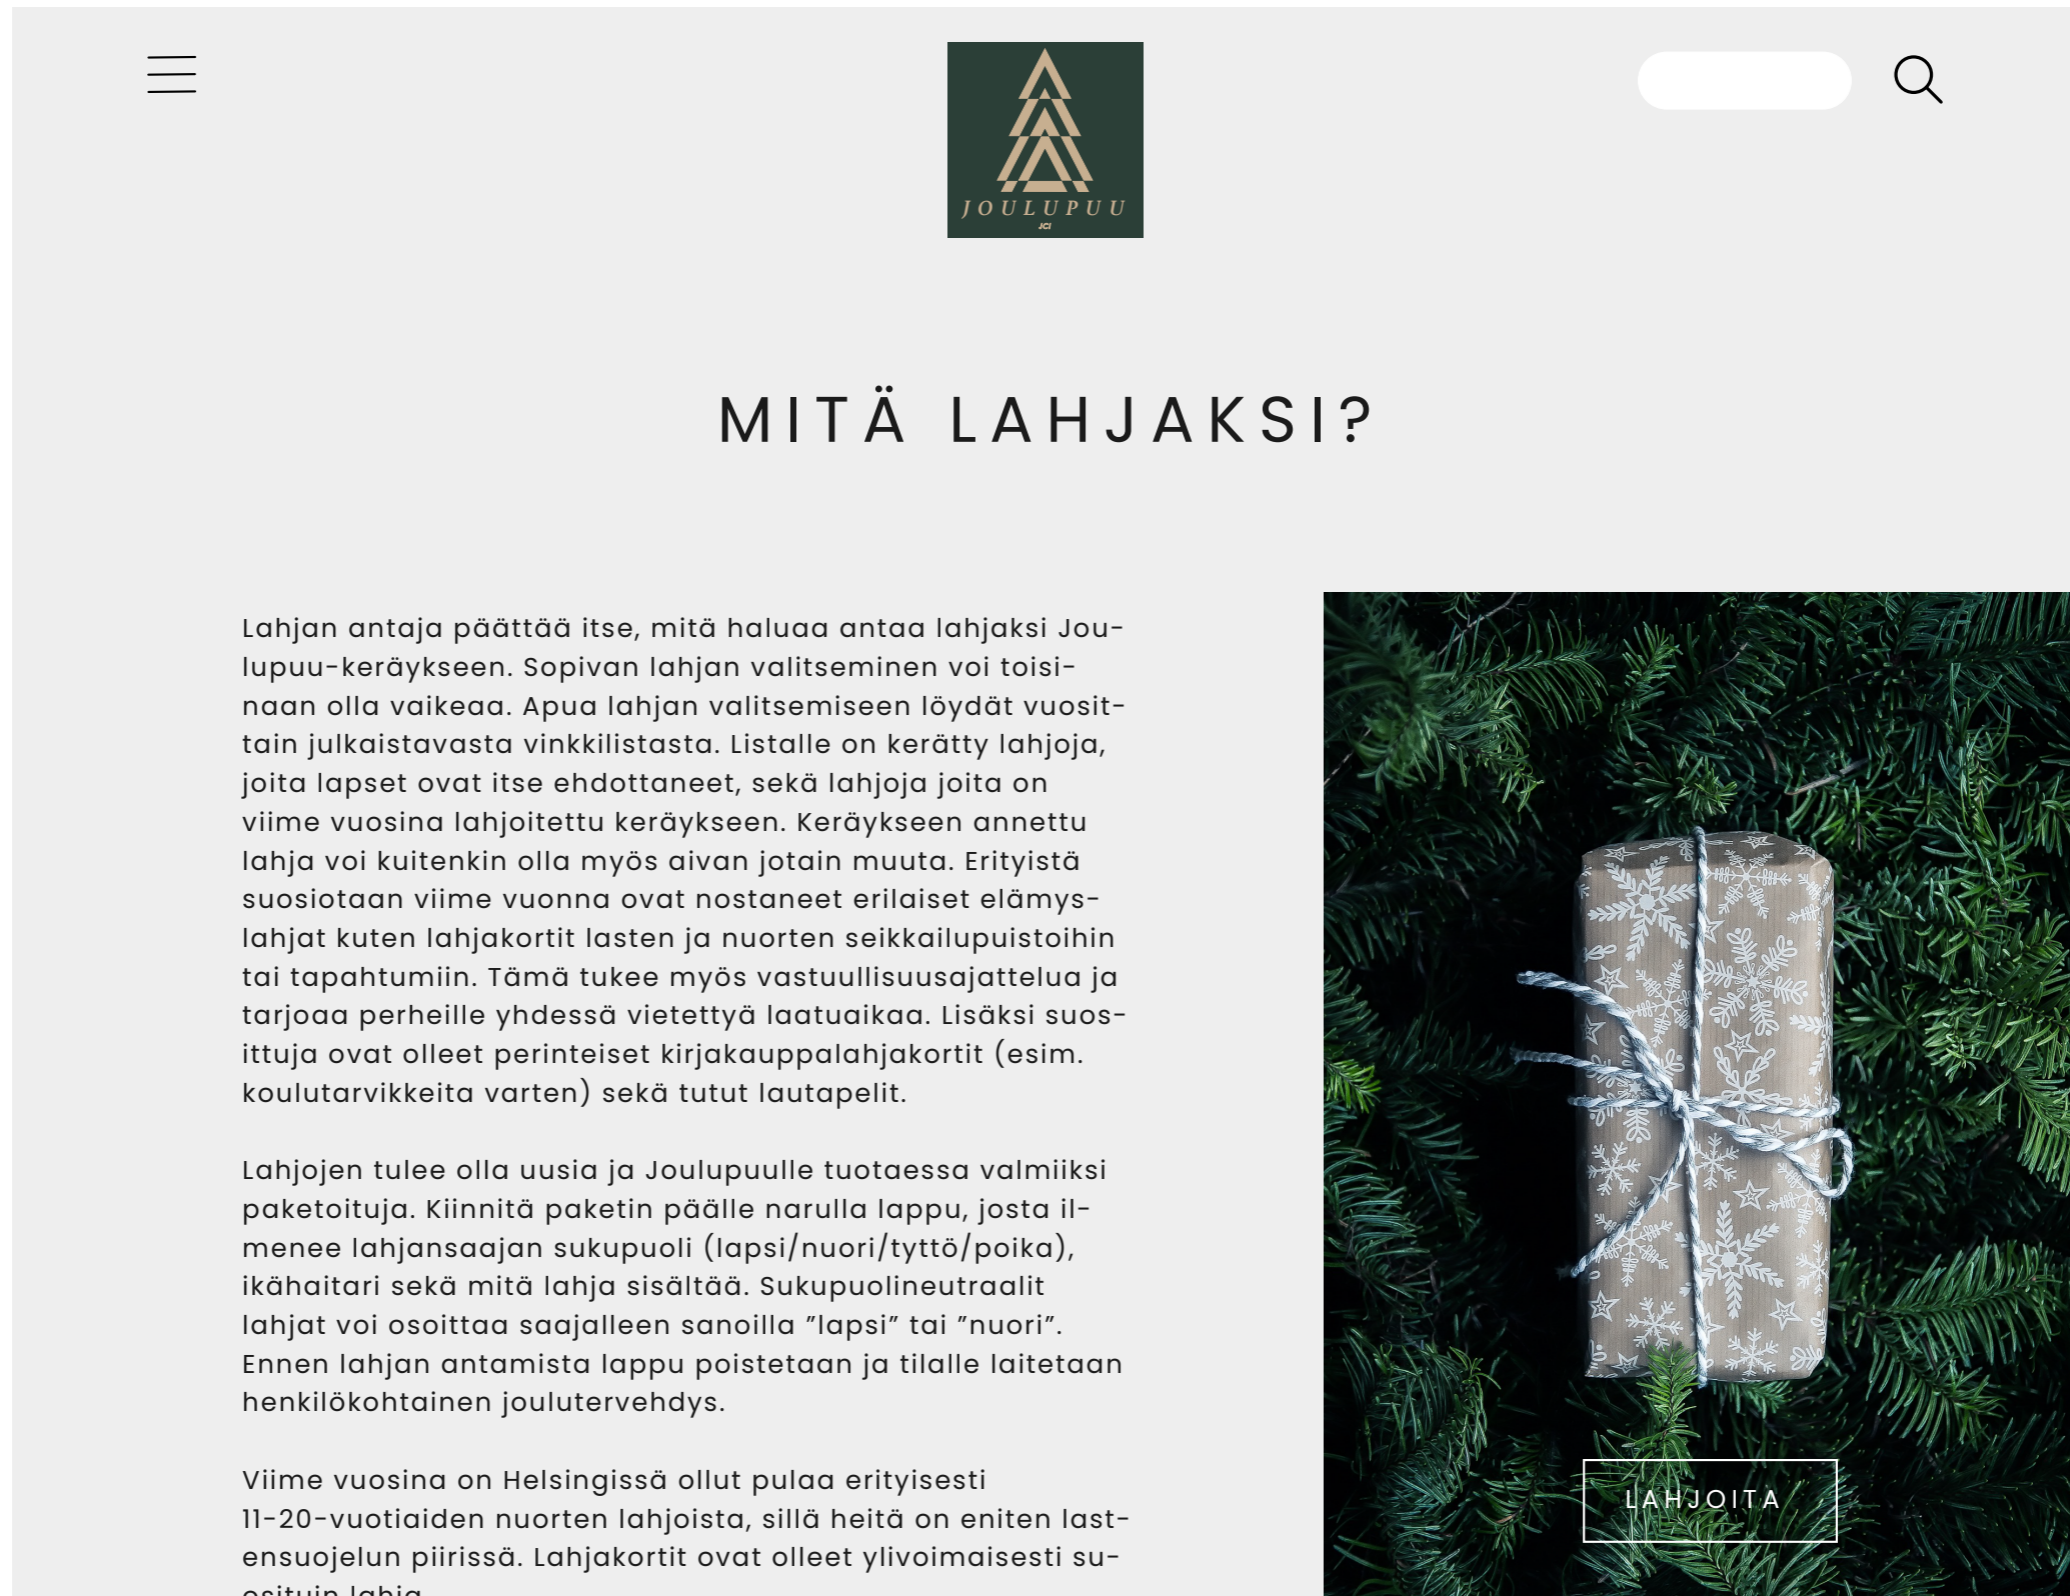 JOULUPUU
JCI
MITÄ LAHJAKSI?
Lahjan antaja päättää itse, mitä haluaa antaa lahjaksi Jou-
lupuu-keräykseen. Sopivan lahjan valitseminen voi toisi-
naan olla vaikeaa. Apua lahjan valitsemiseen löydät vuosit-
tain julkaistavasta vinkkilistasta. Listalle on kerätty lahjoja,
joita lapset ovat itse ehdottaneet, sekä lahjoja joita on
viime vuosina lahjoitettu keräykseen. Keräykseen annettu
lahja voi kuitenkin olla myös aivan jotain muuta. Erityistä
suosiotaan viime vuonna ovat nostaneet erilaiset elämys-
lahjat kuten lahjakortit lasten ja nuorten seikkailupuistoihin
tai tapahtumiin. Tämä tukee myös vastuullisuusajattelua ja
tarjoaa perheille yhdessä vietettyä laatuaikaa. Lisäksi suos-
ittuja ovat olleet perinteiset kirjakauppalahjakortit (esim.
koulutarvikkeita varten) sekä tutut lautapelit.
Lahjojen tulee olla uusia ja Joulupuulle tuotaessa valmiiksi
paketoituja. Kiinnitä paketin päälle narulla lappu, josta il-
menee lahjansaajan sukupuoli (lapsi/nuori/tyttö/poika),
ikähaitari sekä mitä lahja sisältää. Sukupuolineutraalit
lahjat voi osoittaa saajalleen sanoilla ”lapsi” tai ”nuori”.
Ennen lahjan antamista lappu poistetaan ja tilalle laitetaan
henkilökohtainen joulutervehdys.
Viime vuosina on Helsingissä ollut pulaa erityisesti
11-20-vuotiaiden nuorten lahjoista, sillä heitä on eniten last-
ensuojelun piirissä. Lahjakortit ovat olleet ylivoimaisesti su-
osituin lahja
LAHJOITA